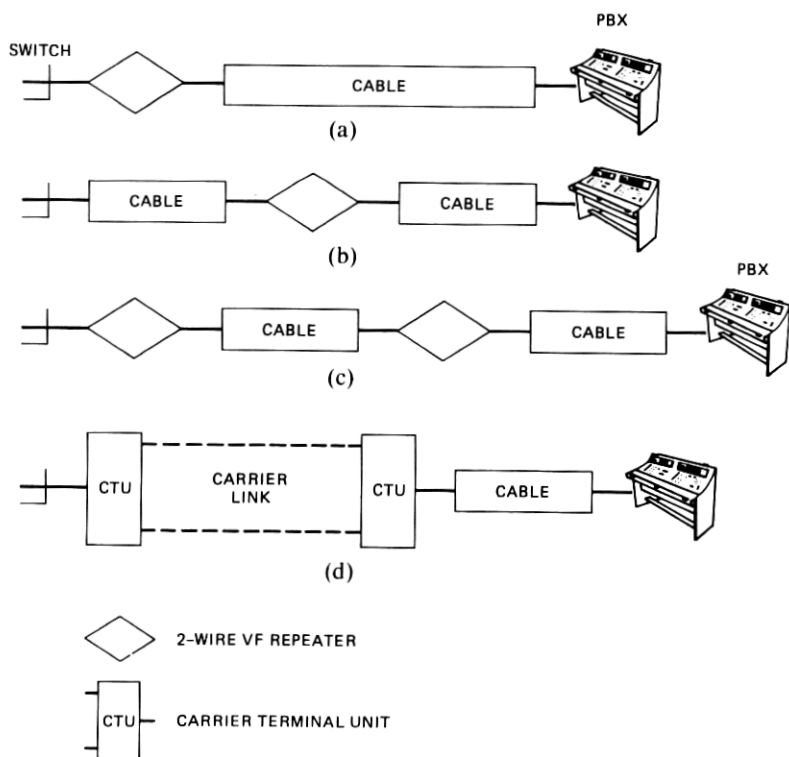 PBX
SWITCH
CABLE
(a)
CABLE
CABLE
(b)
PBX
CABLE
CABLE
(c)
CTU
CARRIER
LINK
CTU
CABLE
(d)
2-WIRE VF REPEATER
CTU
CARRIER TERMINAL UNIT